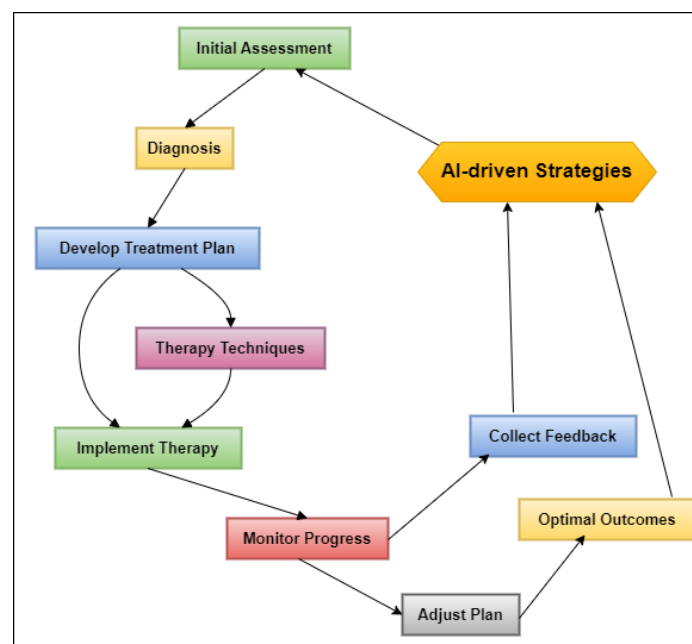 Initial Assessment
Diagnosis
AI-driven Strategies
Develop Treatment Plan
Therapy Techniques
Implement Therapy
Collect Feedback
Monitor Progress
Optimal Outcomes
Adjust Plan